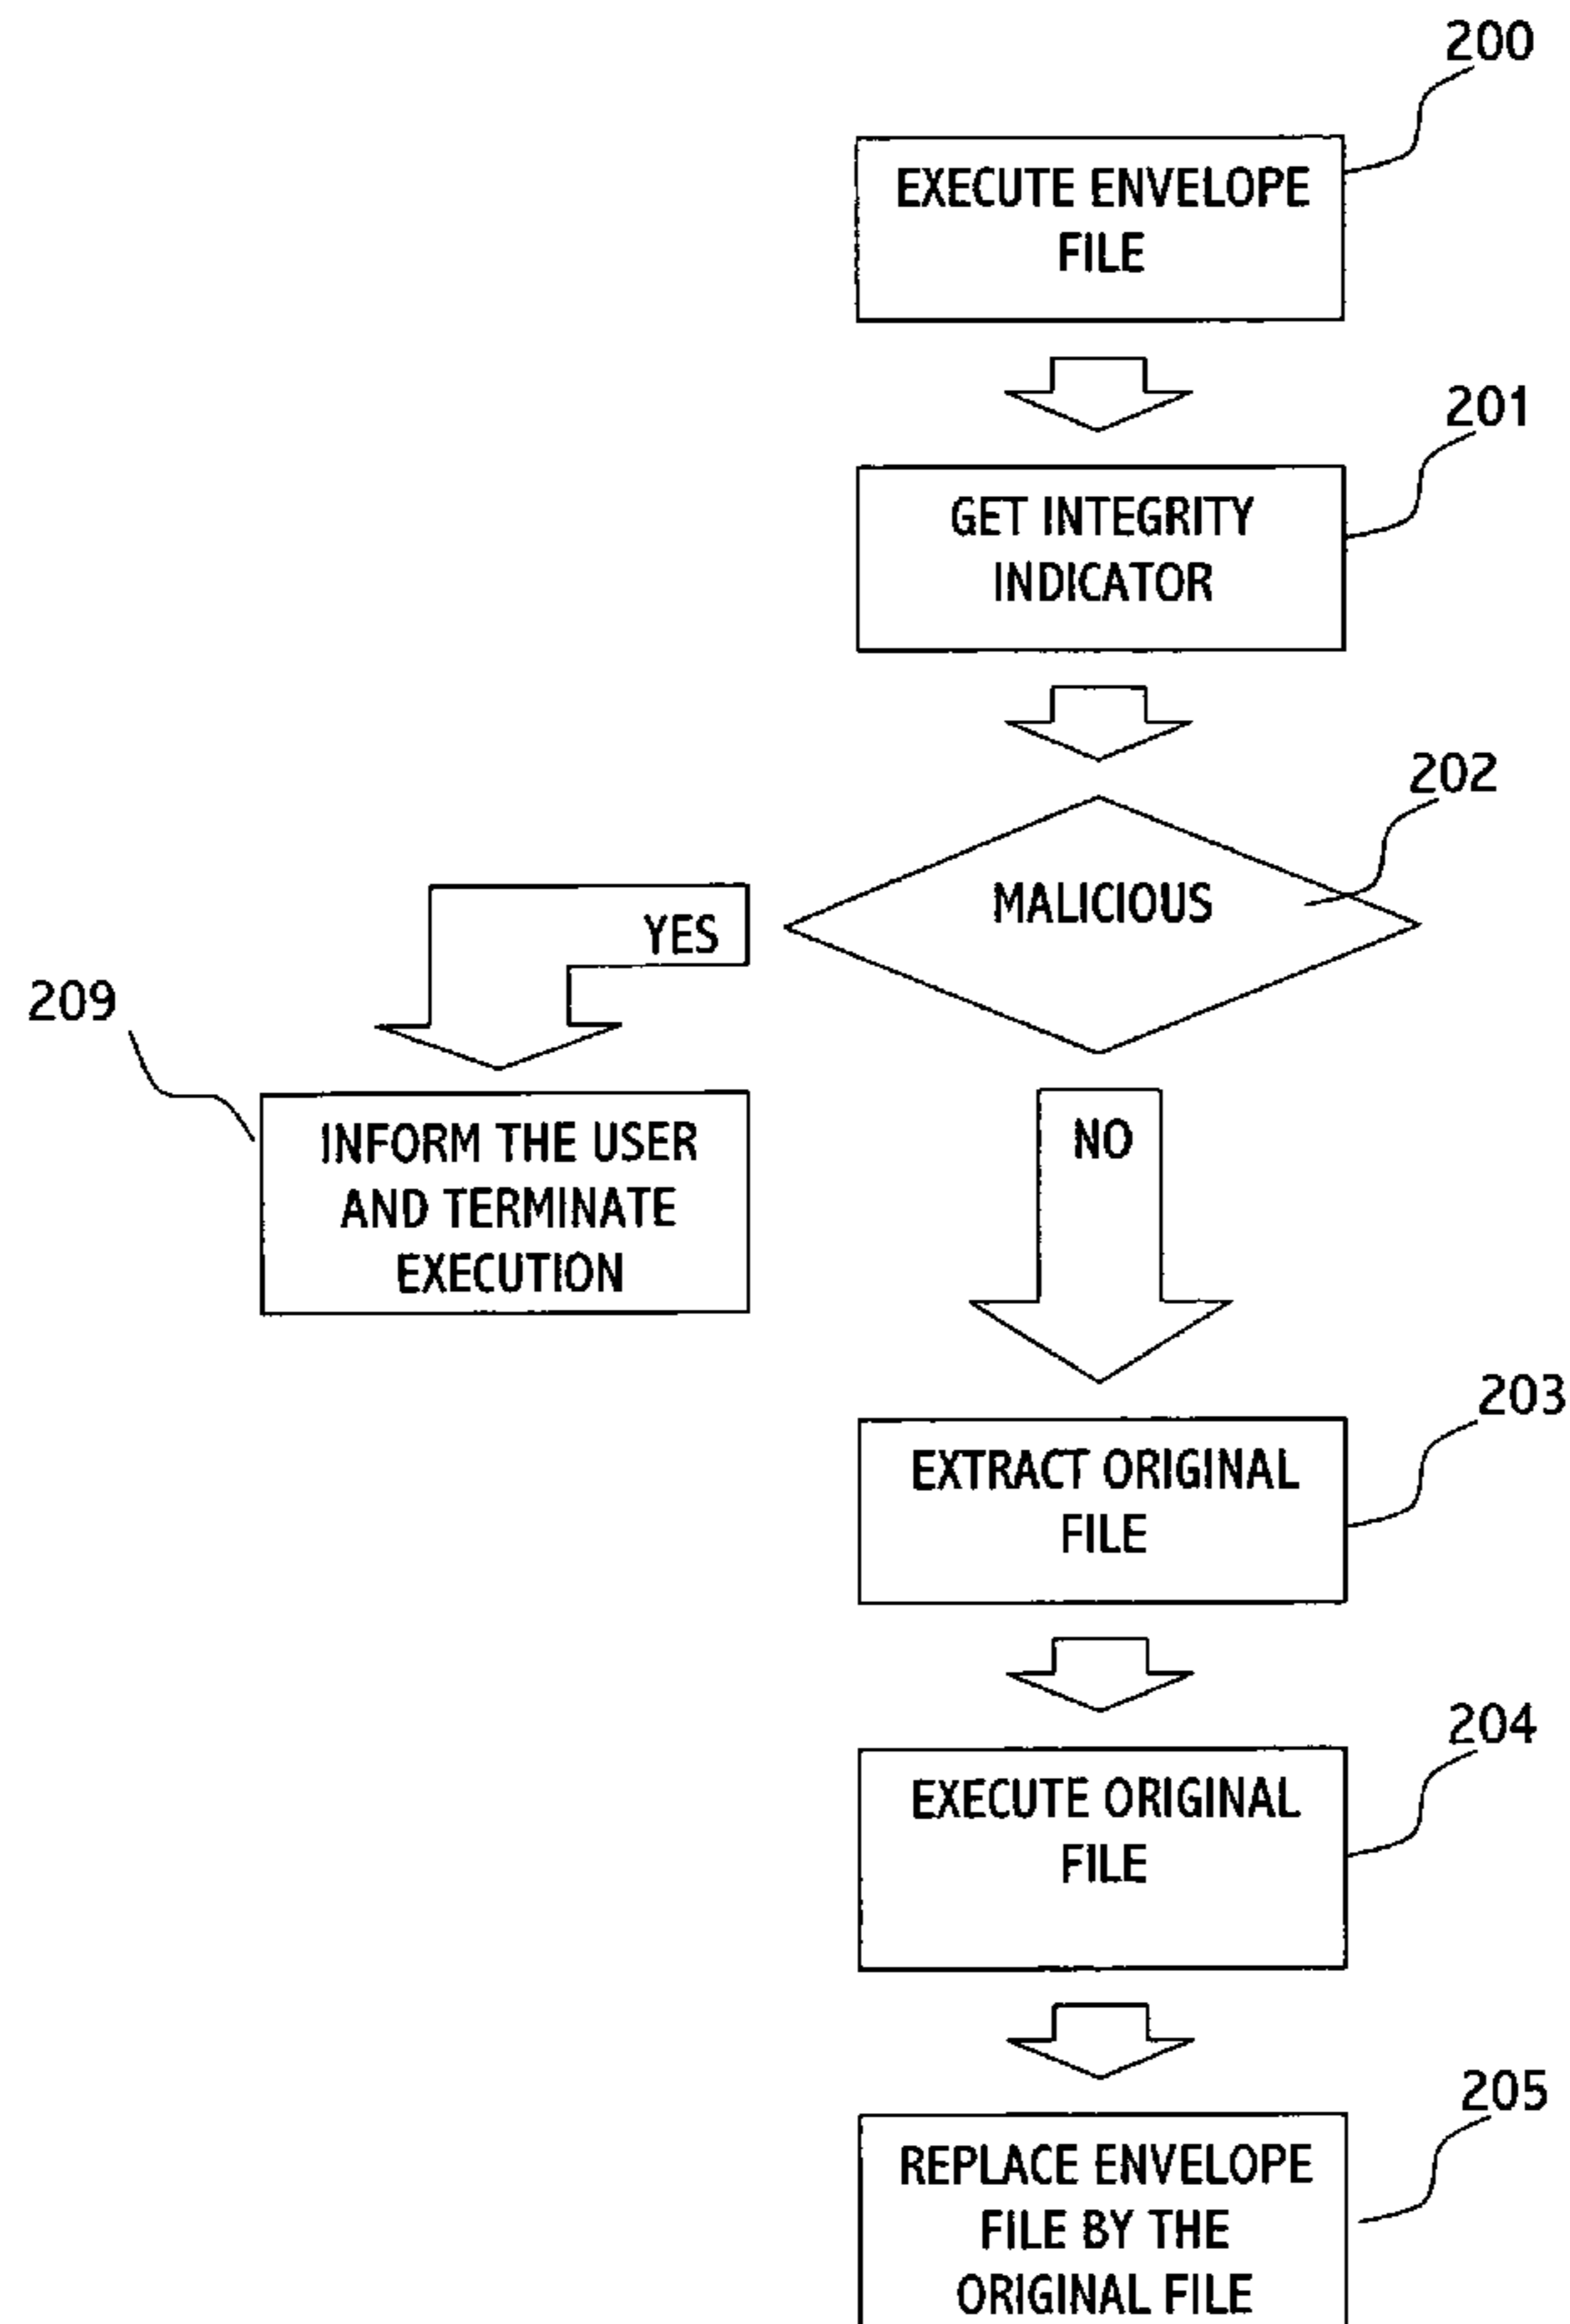 200
EXECUTE ENVELOPE
FILE
201
GET INTEGRITY
INDICATOR
202
MALICIOUS
YES
209
INFORM THE USER
AND TERMINATE
EXECUTION
NO
203
EXTRACT ORIGINAL
FILE
204
EXECUTE ORIGINAL
FILE
205
REPLACE ENVELOPE
FILE BY THE
ORIGINAL FILE